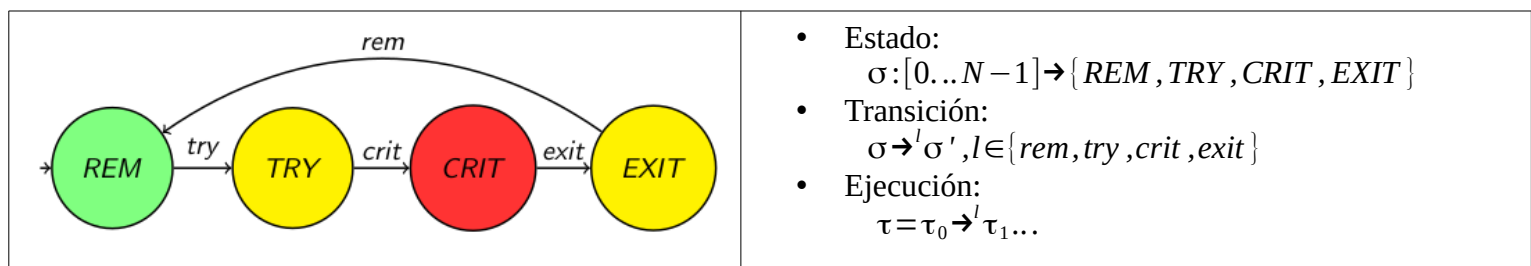 rem
REM
try
TRY
crit
CRIT
exit
EXIT
• Estado:
σ:[0...N−1]→{REM,TRY,CRIT,EXIT}
• Transición:
σ→ˡσ',l∈{rem,try,crit,exit}
• Ejecución:
τ=τ₀→ˡτ₁...